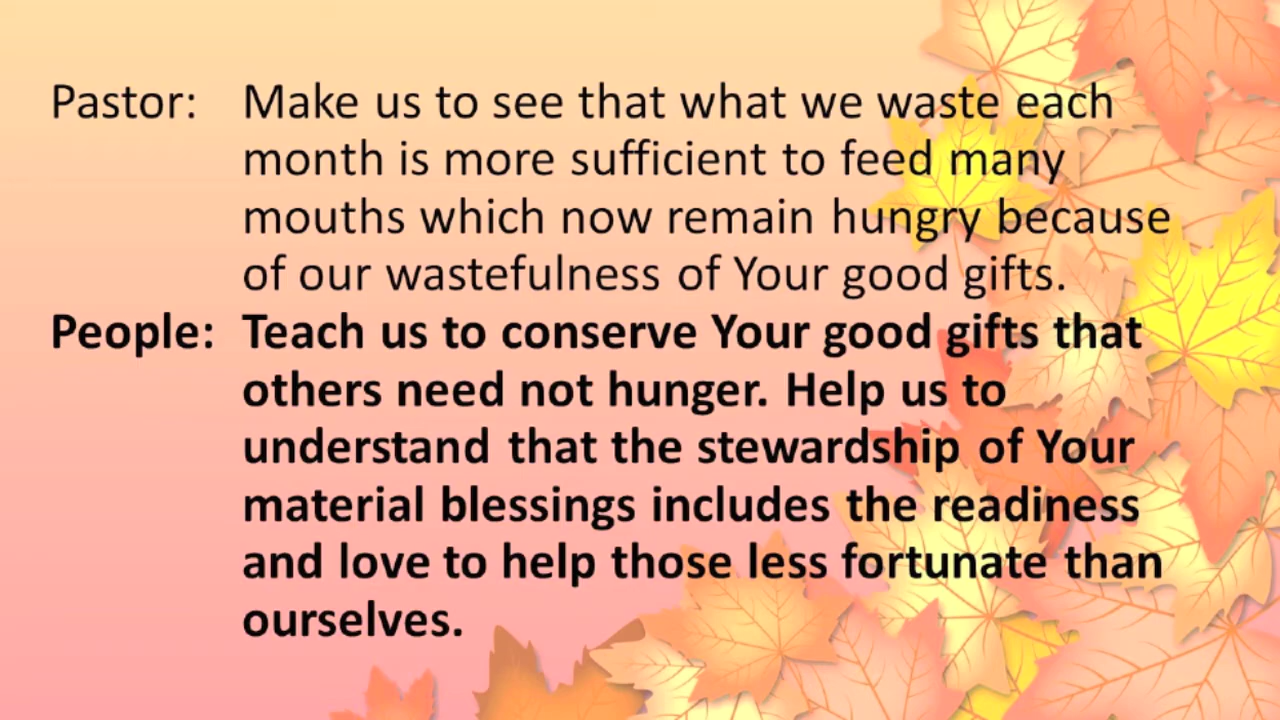 Pastor: Make us to see that what we waste each
month is more sufficient to feed many
mouths which now remain hungry because
of our wastefulness of Your good gifts.
People: Teach us to conserve Your good gifts that
others need not hunger. Help us to
understand that the stewardship of Your
material blessings includes the readiness
and love to help those less fortunate than
ourselves.